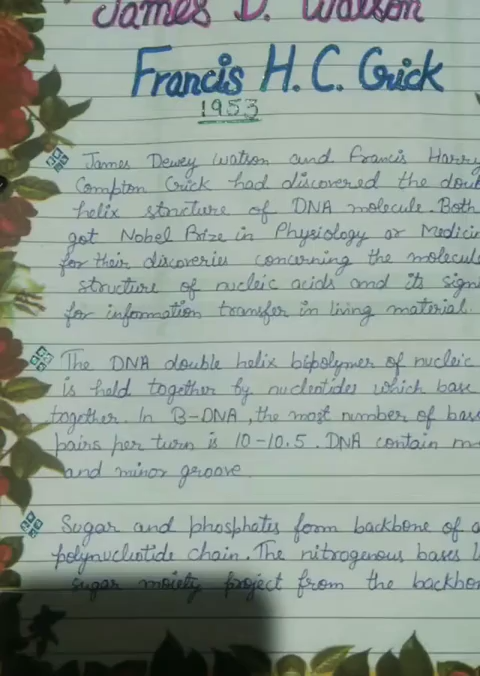 James D. Watson
Francis H. C. Crick
1953
James Dewey Watson and Francis Harry
Compton Crick had discovered the doub
helix structure of DNA molecule. Both
got Nobel Prize in Physiology or Medicin
for their discoveries concerning the molecul
structure of nucleic acids and its signi
for information transfer in living material.
The DNA double helix bipolymer of nucleic
is held together by nucleotides which base
together. In B-DNA, the most number of base
pairs per turn is 10-10.5. DNA contain m
and minor groove
Sugar and phosphates form backbone of a
polynucleotide chain. The nitrogenous bases l
sugar moiety project from the backbon